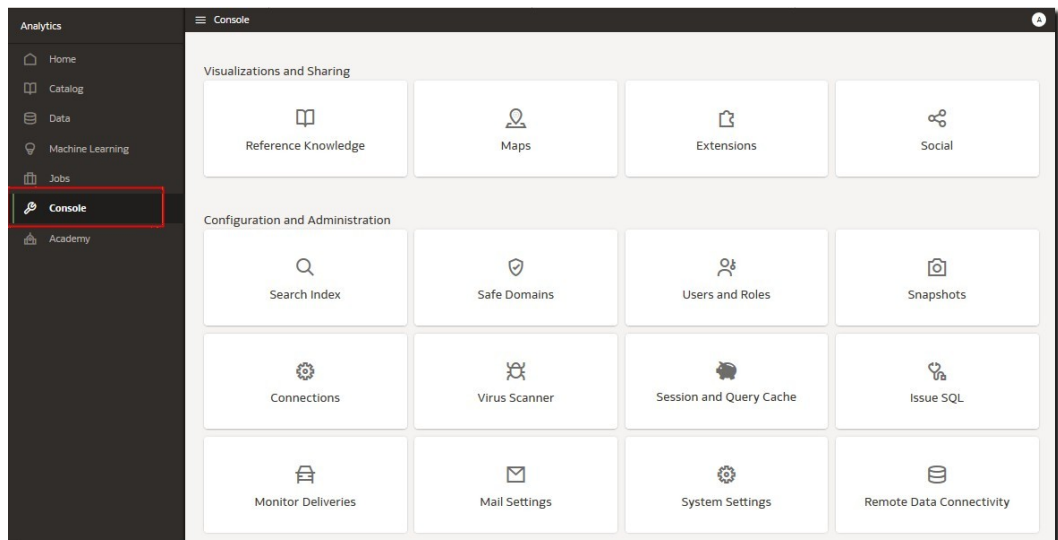 Analytics
Console
A
Home
Catalog
Data
Machine Learning
Jobs
Console
Academy
Visualizations and Sharing
Reference Knowledge
Maps
Extensions
Social
Configuration and Administration
Search Index
Safe Domains
Users and Roles
Snapshots
Connections
Virus Scanner
Session and Query Cache
Issue SQL
Monitor Deliveries
Mail Settings
System Settings
Remote Data Connectivity